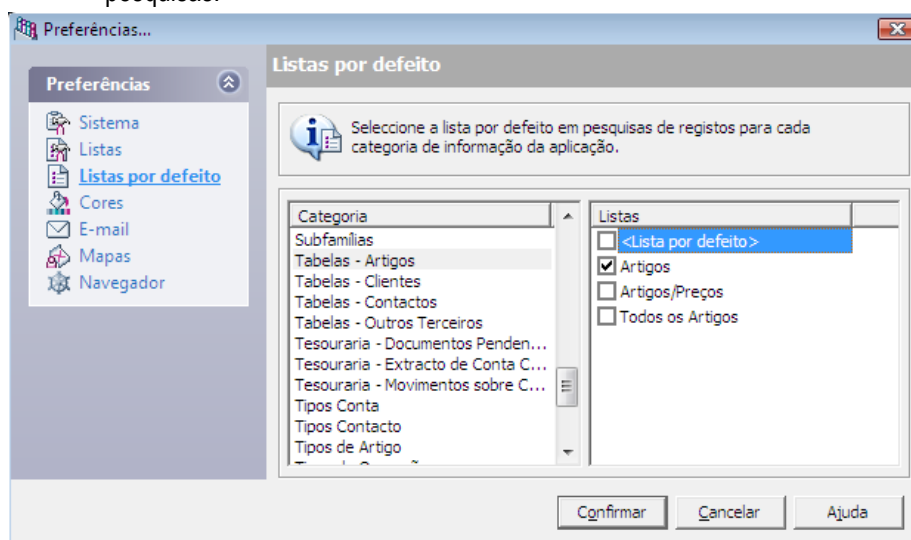 pesquisas.
Preferências...
Preferências
Sistema
Listas
Listas por defeito
Cores
E-mail
Mapas
Navegador
Listas por defeito
Seleccione a lista por defeito em pesquisas de registos para cada
categoria de informação da aplicação.
Categoria
Subfamílias
Tabelas - Artigos
Tabelas - Clientes
Tabelas - Contactos
Tabelas - Outros Terceiros
Tesouraria - Documentos Penden...
Tesouraria - Extracto de Conta C...
Tesouraria - Movimentos sobre C...
Tipos Conta
Tipos Contacto
Tipos de Artigo
Listas
<Lista por defeito>
Artigos
Artigos/Preços
Todos os Artigos
Confirmar
Cancelar
Ajuda